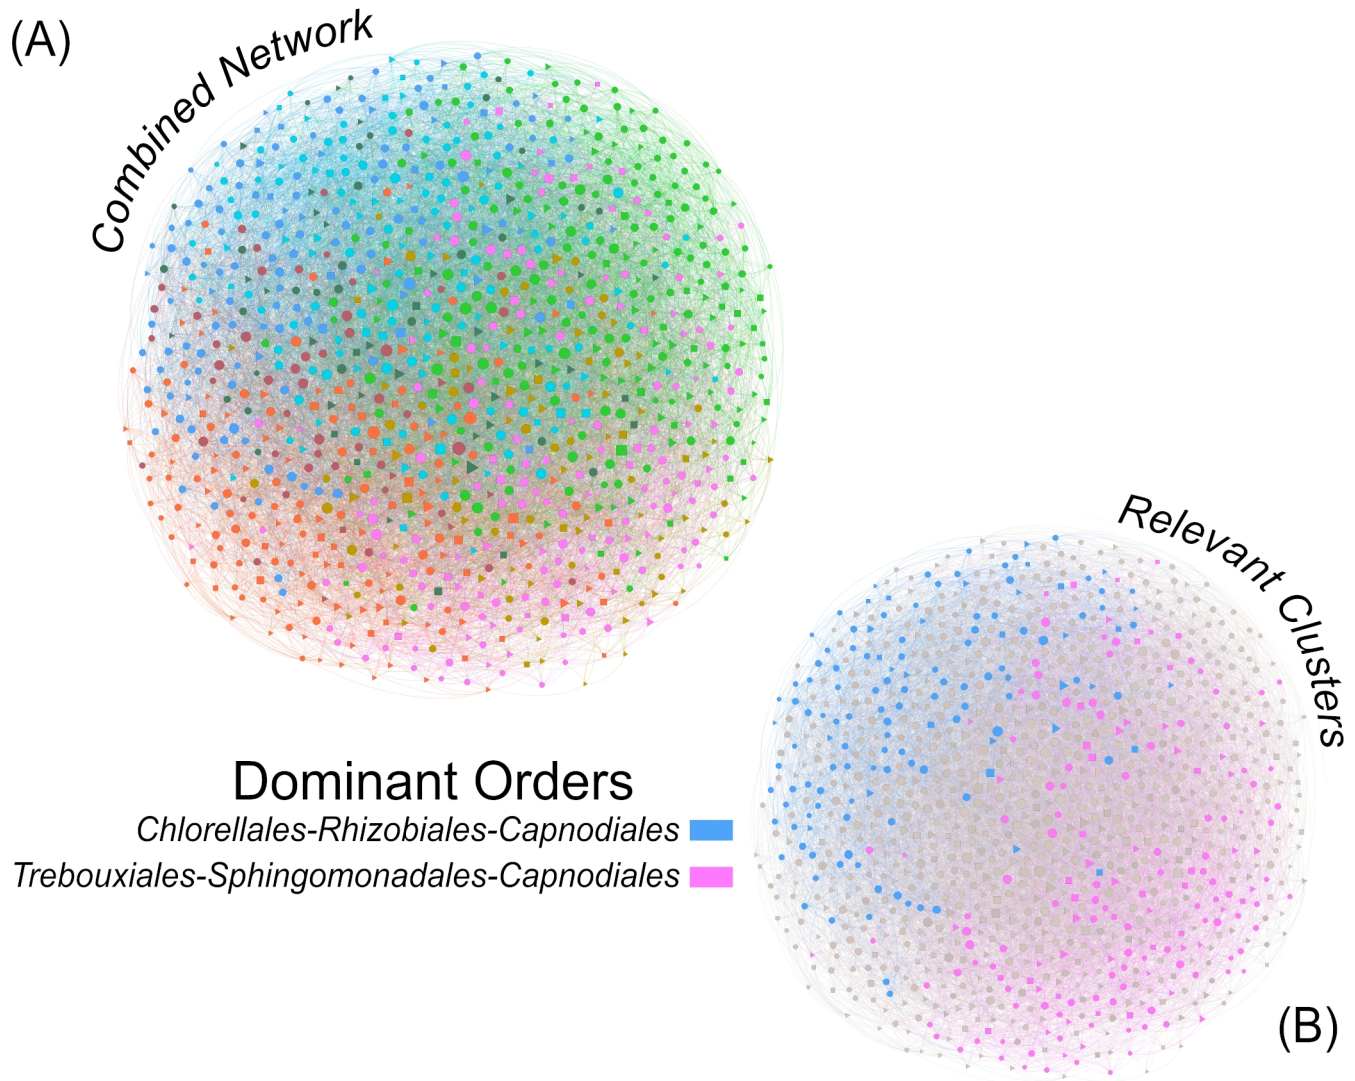 (A)
Combined Network
Relevant Clusters
Dominant Orders
Chlorellales-Rhizobiales-Capnodiales
Trebouxiales-Sphingomonadales-Capnodiales
(B)